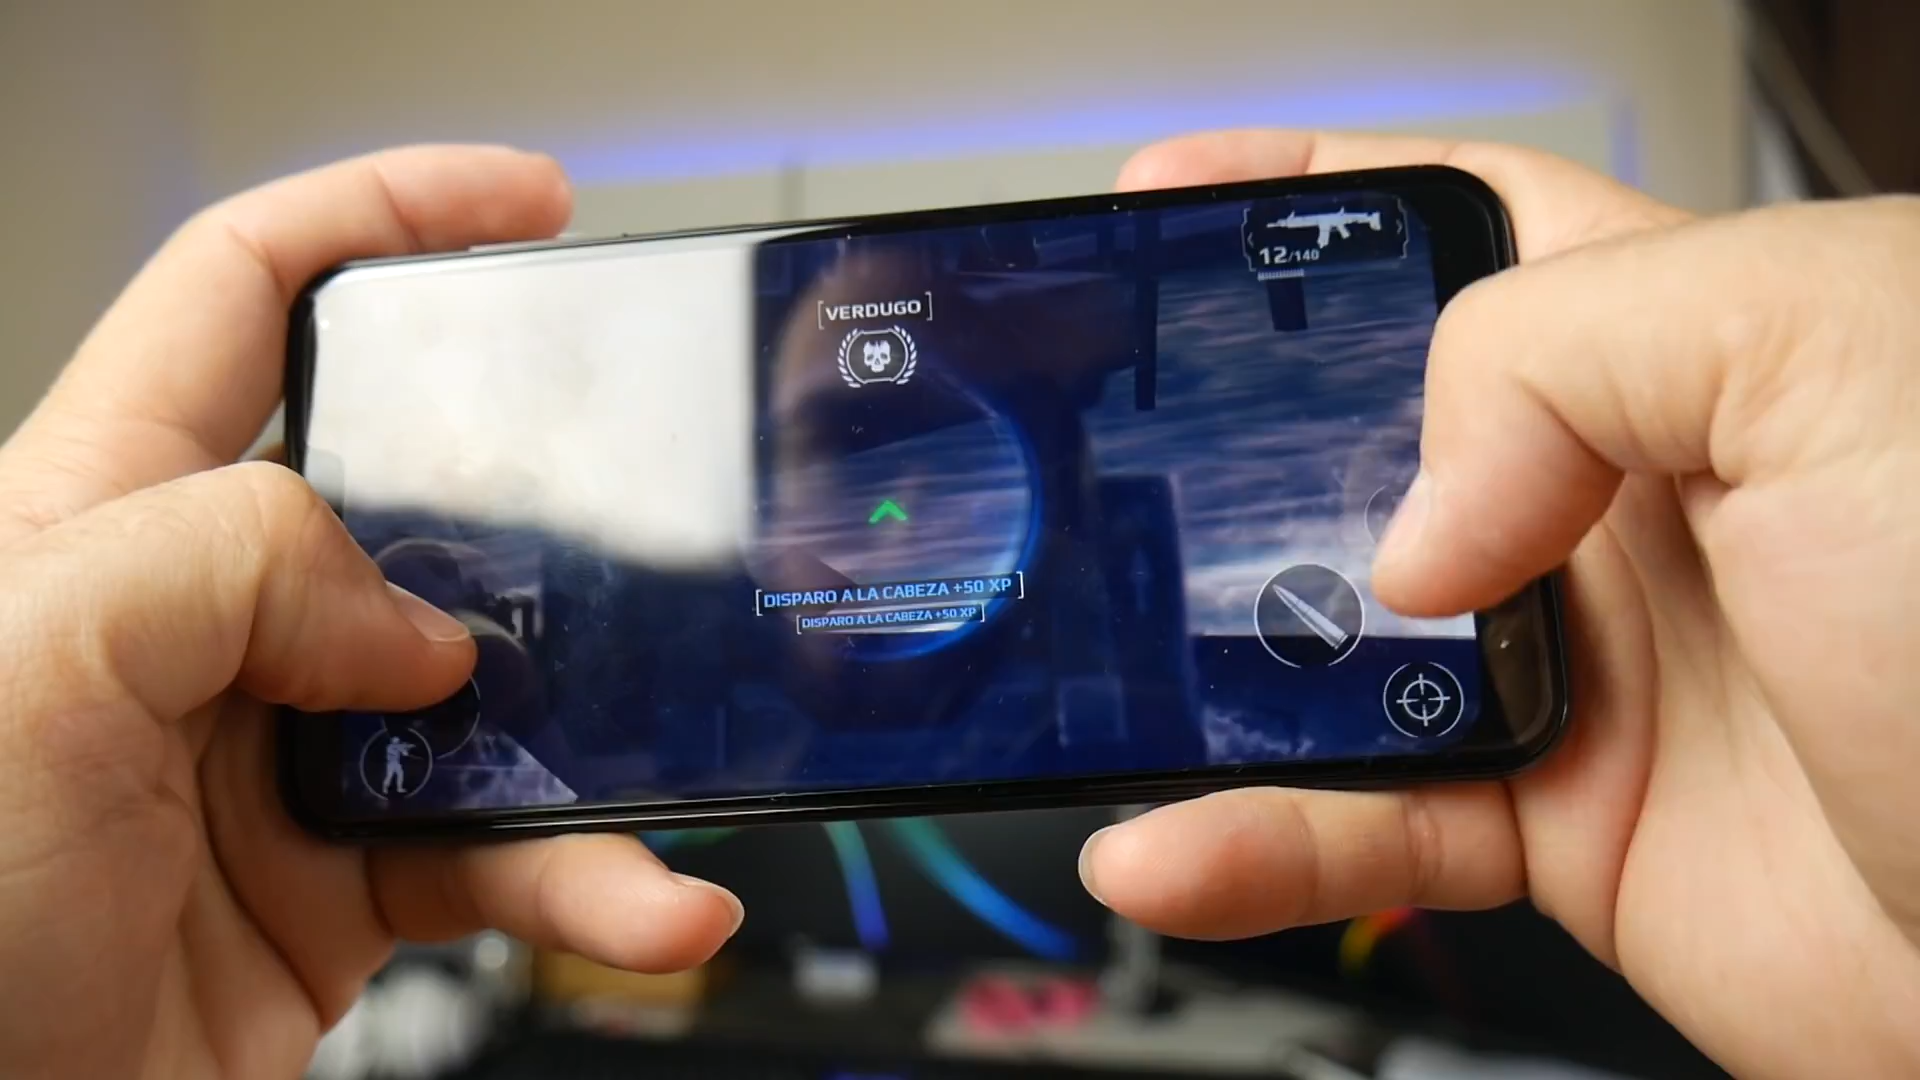 12/140
[VERDUGO]
[DISPARO A LA CABEZA +50 XP]
[DISPARO A LA CABEZA +50 XP]